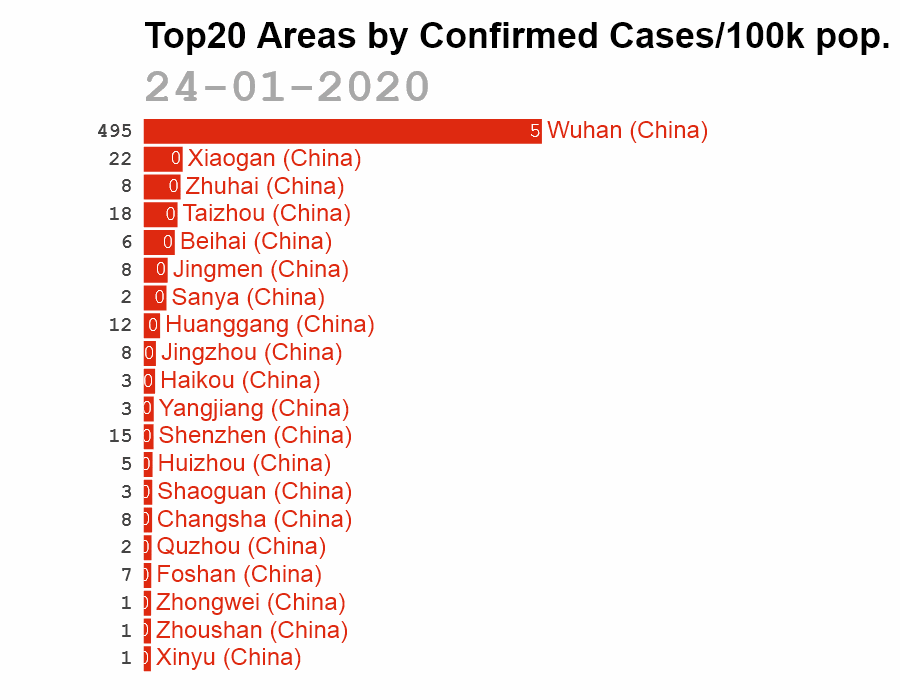 Top20 Areas by Confirmed Cases/100k pop.
24-01-2020
495 5 Wuhan (China)
22 0 Xiaogan (China)
8 0 Zhuhai (China)
18 0 Taizhou (China)
6 0 Beihai (China)
8 0 Jingmen (China)
2 0 Sanya (China)
12 0 Huanggang (China)
8 0 Jingzhou (China)
3 0 Haikou (China)
3 0 Yangjiang (China)
15 0 Shenzhen (China)
5 0 Huizhou (China)
3 0 Shaoguan (China)
8 0 Changsha (China)
2 0 Quzhou (China)
7 0 Foshan (China)
1 0 Zhongwei (China)
1 0 Zhoushan (China)
1 0 Xinyu (China)